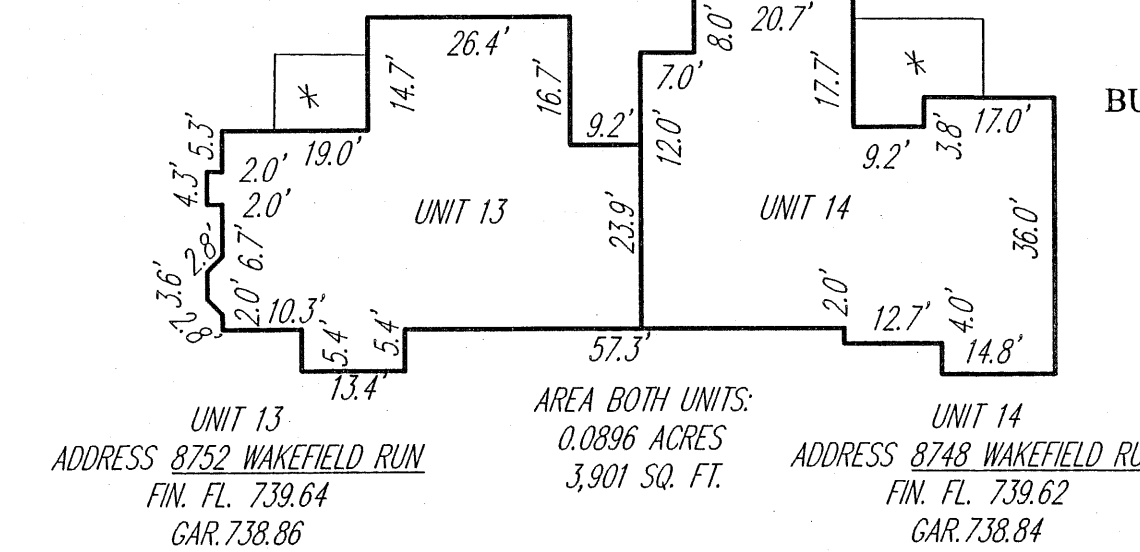 20.7'
8.0'
26.4'
7.0'
14.7'
16.7'
17.7'
*
*
BU
17.0'
9.2'
12.0'
9.2'
3.8'
5.3'
19.0'
2.0'
4.3'
2.0'
UNIT 13
UNIT 14
23.9'
36.0'
2.8'
6.7'
3.6'
2.8'
2.0'
10.3'
5.4'
5.4'
2.0'
12.7'
4.0'
57.3'
14.8'
13.4'
UNIT 13
ADDRESS 8752 WAKEFIELD RUN
FIN. FL. 739.64
GAR.738.86
AREA BOTH UNITS:
0.0896 ACRES
3,901 SQ. FT.
UNIT 14
ADDRESS 8748 WAKEFIELD RU
FIN. FL. 739.62
GAR.738.84